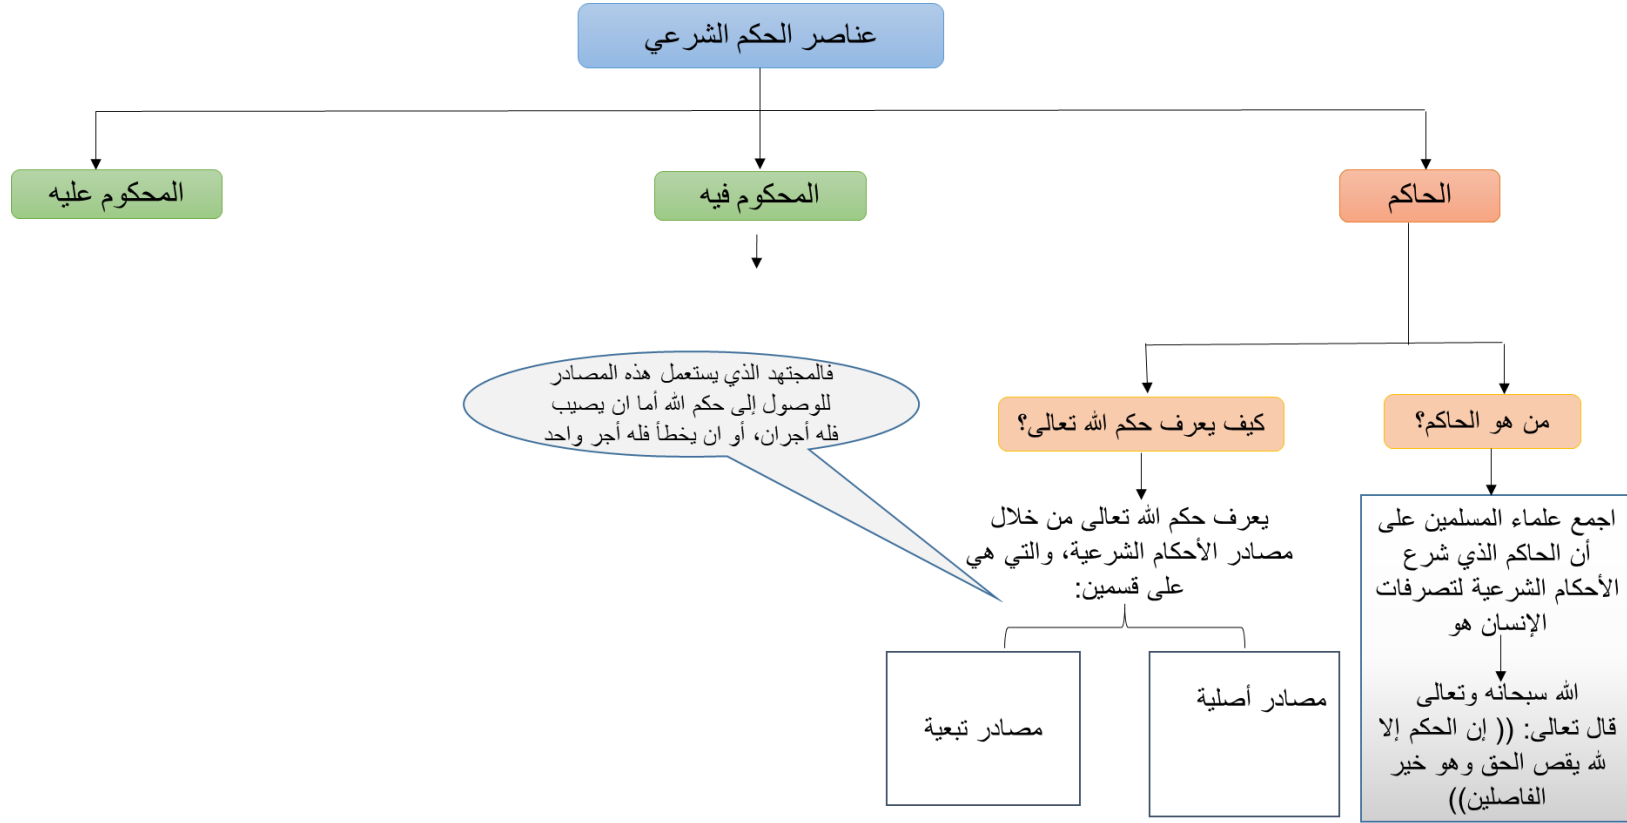 عناصر الحكم الشرعي
الحاكم
المحكوم فيه
المحكوم عليه
من هو الحاكم؟
اجمع علماء المسلمين على
أن الحاكم الذي شرع
الأحكام الشرعية لتصرفات
الإنسان هو
الله سبحانه وتعالى
قال تعالى: (( إن الحكم إلا
لله يقص الحق وهو خير
الفاصلين))
كيف يعرف حكم الله تعالى؟
يعرف حكم الله تعالى من خلال
مصادر الأحكام الشرعية، والتي هي
على قسمين:
مصادر أصلية
مصادر تبعية
فالمجتهد الذي يستعمل هذه المصادر
للوصول إلى حكم الله أما ان يصيب
فله أجران، أو ان يخطأ فله أجر واحد